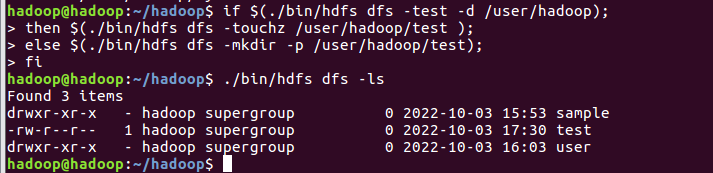 hadoop@hadoop:~/hadoop$ if $(./bin/hdfs dfs -test -d /user/hadoop);
> then $(./bin/hdfs dfs -touchz /user/hadoop/test );
> else $(./bin/hdfs dfs -mkdir -p /user/hadoop/test);
> fi
hadoop@hadoop:~/hadoop$ ./bin/hdfs dfs -ls
Found 3 items
drwxr-xr-x   - hadoop supergroup          0 2022-10-03 15:53 sample
-rw-r--r--   1 hadoop supergroup          0 2022-10-03 17:30 test
drwxr-xr-x   - hadoop supergroup          0 2022-10-03 16:03 user
hadoop@hadoop:~/hadoop$